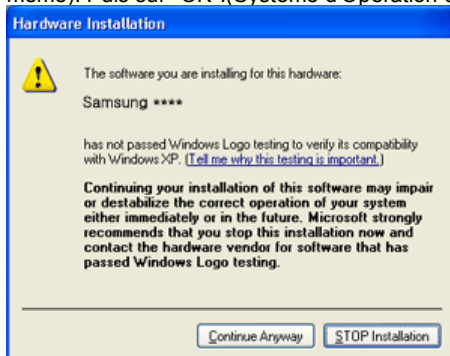 Hardware Installation
The software you are installing for this hardware:
Samsung ****
has not passed Windows Logo testing to verify its compatibility
with Windows XP. (Tell me why this testing is important.)
Continuing your installation of this software may impair
or destabilize the correct operation of your system
either immediately or in the future. Microsoft strongly
recommends that you stop this installation now and
contact the hardware vendor for software that has
passed Windows Logo testing.
Continue Anyway STOP Installation